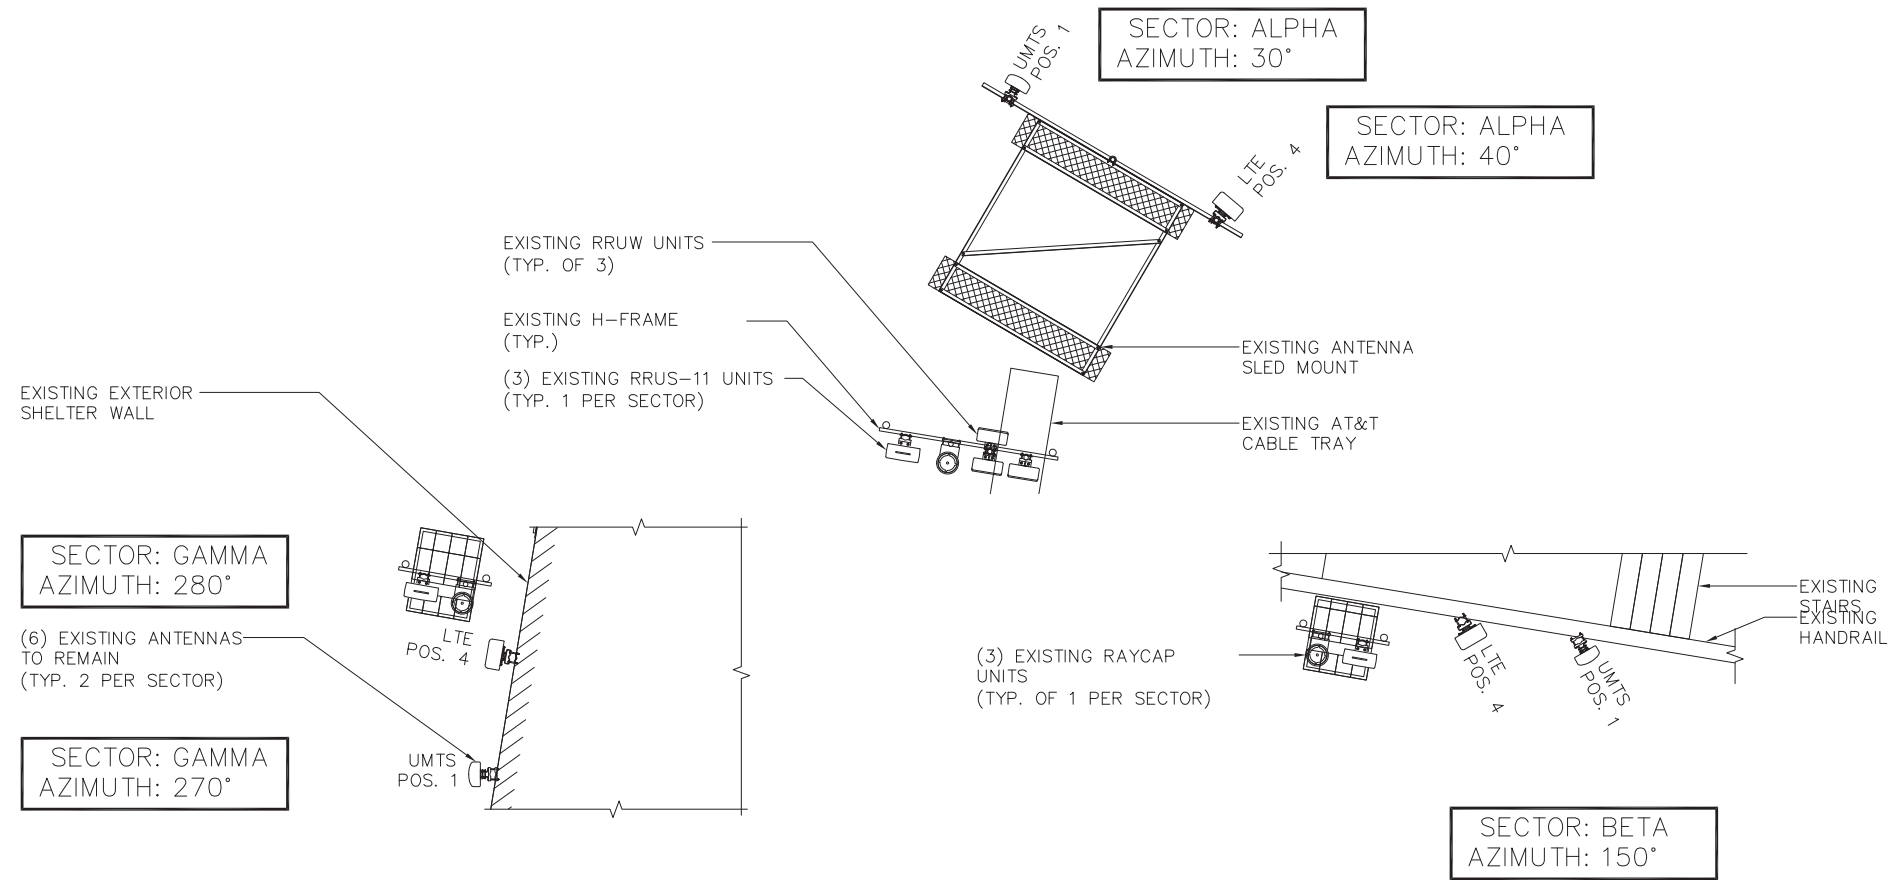 SECTOR: ALPHA
AZIMUTH: 30°
UMTS
POS. 1
SECTOR: ALPHA
AZIMUTH: 40°
LTE
POS. 4
EXISTING RRUW UNITS
(TYP. OF 3)
EXISTING H-FRAME
(TYP.)
(3) EXISTING RRUS-11 UNITS
(TYP. 1 PER SECTOR)
EXISTING ANTENNA
SLED MOUNT
EXISTING AT&T
CABLE TRAY
EXISTING EXTERIOR
SHELTER WALL
SECTOR: GAMMA
AZIMUTH: 280°
(6) EXISTING ANTENNAS
TO REMAIN
(TYP. 2 PER SECTOR)
LTE
POS. 4
SECTOR: GAMMA
AZIMUTH: 270°
UMTS
POS. 1
(3) EXISTING RAYCAP
UNITS
(TYP. OF 1 PER SECTOR)
LTE
POS. 4
UMTS
POS. 1
EXISTING
STAIRS
EXISTING
HANDRAIL
SECTOR: BETA
AZIMUTH: 150°